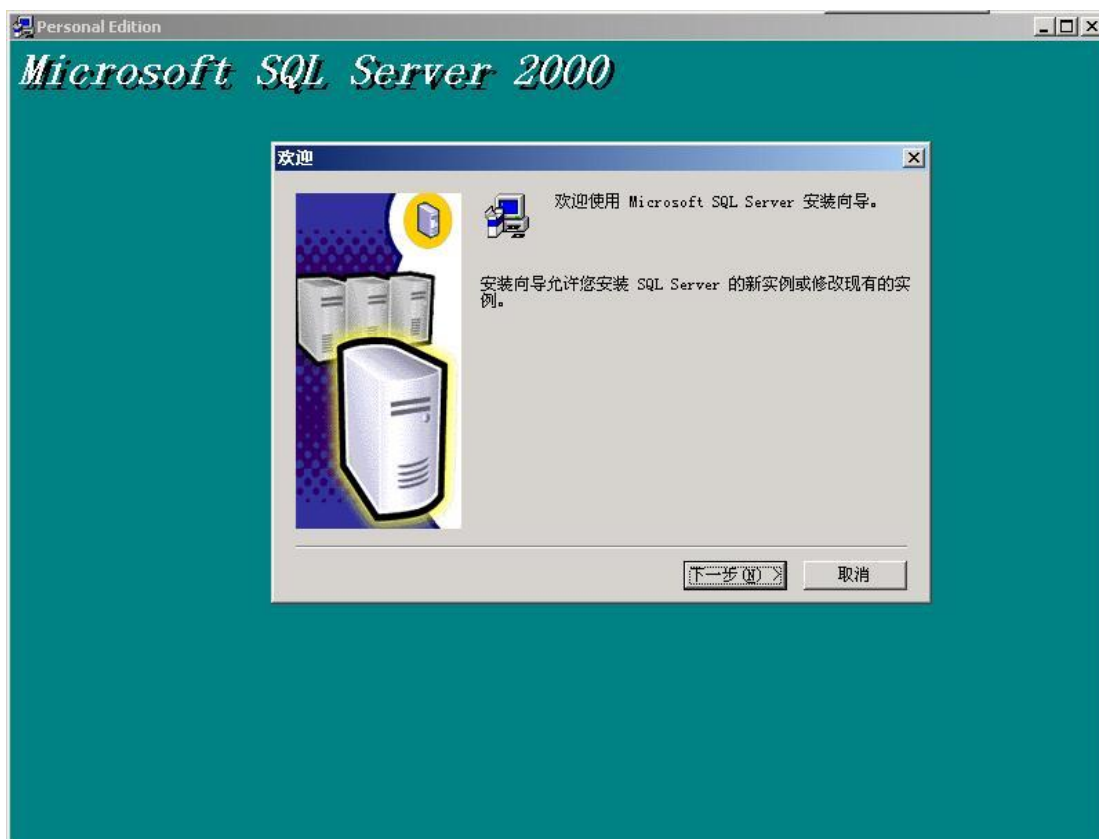 Personal Edition
Microsoft SQL Server 2000
欢迎
欢迎使用 Microsoft SQL Server 安装向导。
安装向导允许您安装 SQL Server 的新实例或修改现有的实
例。
下一步(N) >
取消